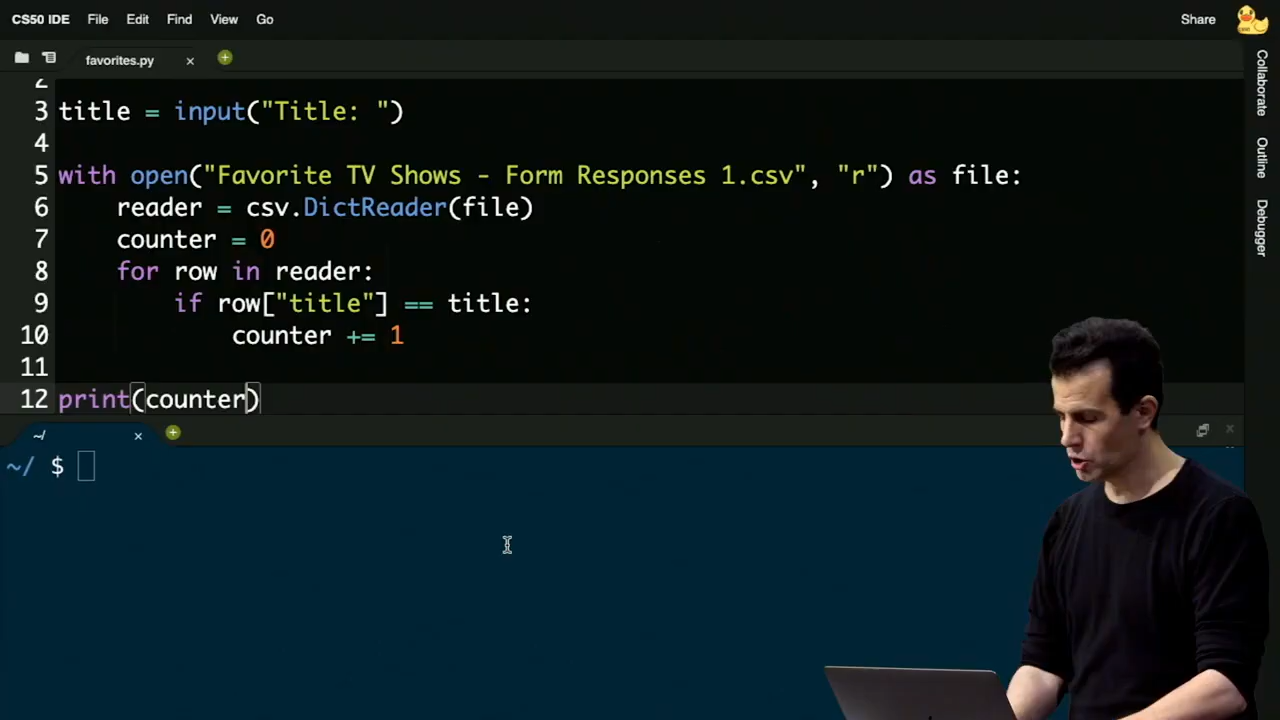 CS50 IDE File Edit Find View Go Share
favorites.py
2
3 title = input("Title: ")
4
5 with open("Favorite TV Shows - Form Responses 1.csv", "r") as file:
6 reader = csv.DictReader(file)
7 counter = 0
8 for row in reader:
9 if row["title"] == title:
10 counter += 1
11
12 print(counter)
~/
~/ $
Collaborate
Outline
Debugger